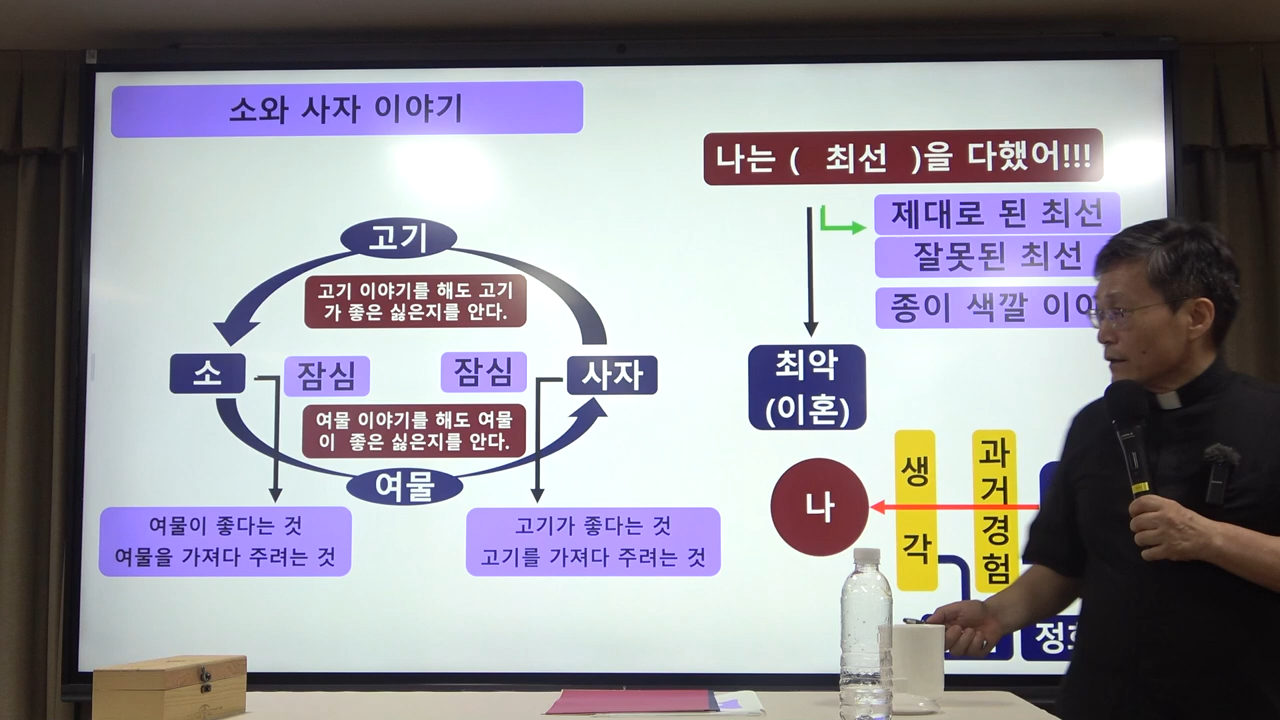 소와 사자 이야기
나는 ( 최선 )을 다했어!!!
제대로 된 최선
잘못된 최선
종이 색깔
고기
고기 이야기를 해도 고기
가 좋은 싫은지를 안다.
소
잠심
잠심
사자
여물 이야기를 해도 여물
이 좋은 싫은지를 안다.
여물
여물이 좋다는 것
여물을 가져다 주려는 것
고기가 좋다는 것
고기를 가져다 주려는 것
최악
(이혼)
나
생각
과거경험